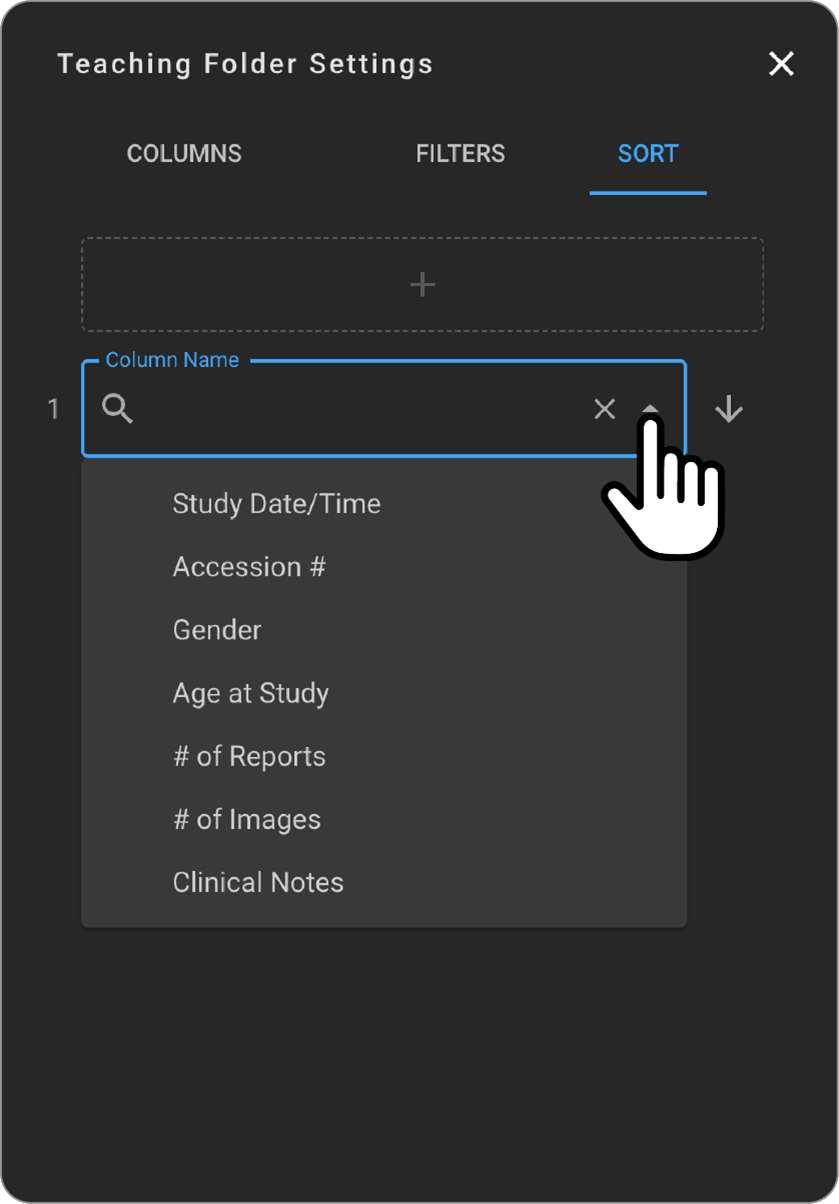 Teaching Folder Settings
COLUMNS FILTERS SORT
Column Name
1
Study Date/Time
Accession #
Gender
Age at Study
# of Reports
# of Images
Clinical Notes